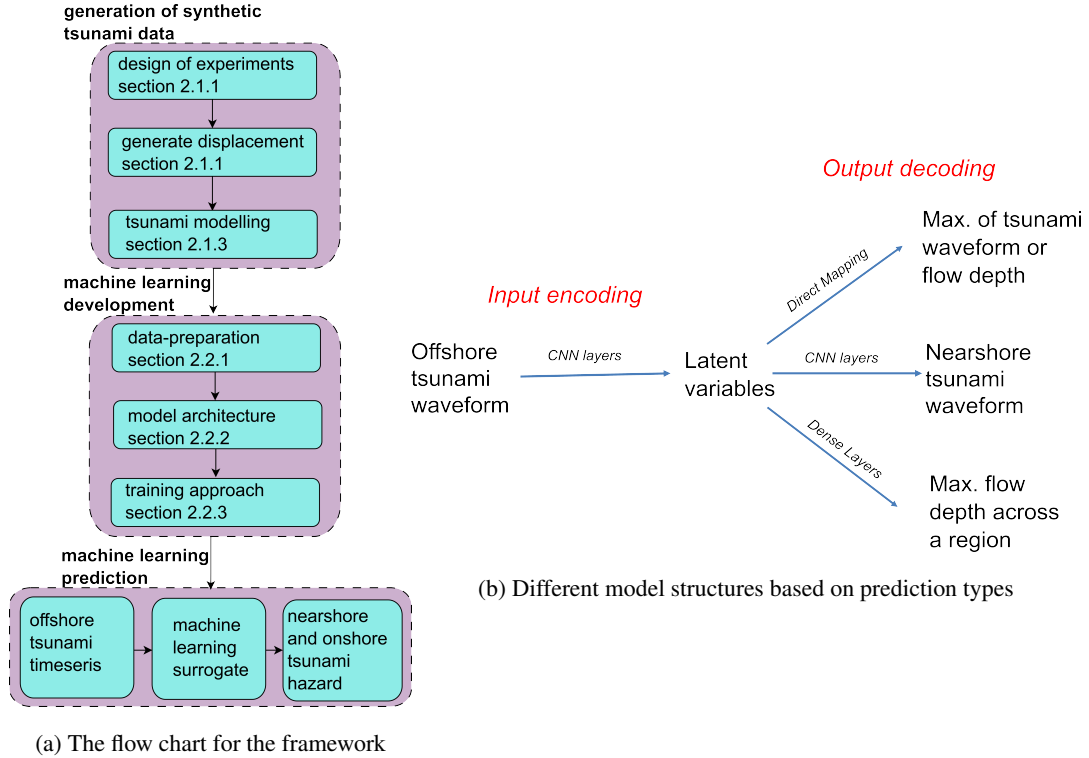 generation of synthetic
tsunami data
design of experiments
section 2.1.1
generate displacement
section 2.1.1
tsunami modelling
section 2.1.3
machine learning
development
data-preparation
section 2.2.1
model architecture
section 2.2.2
training approach
section 2.2.3
machine learning
prediction
offshore
tsunami
timeseris
machine
learning
surrogate
nearshore
and onshore
tsunami
hazard
(a) The flow chart for the framework
Input encoding
Output decoding
Offshore
tsunami
waveform
CNN layers
Latent
variables
Direct Mapping
CNN layers
Dense Layers
Max. of tsunami
waveform or
flow depth
Nearshore
tsunami
waveform
Max. flow
depth across
a region
(b) Different model structures based on prediction types